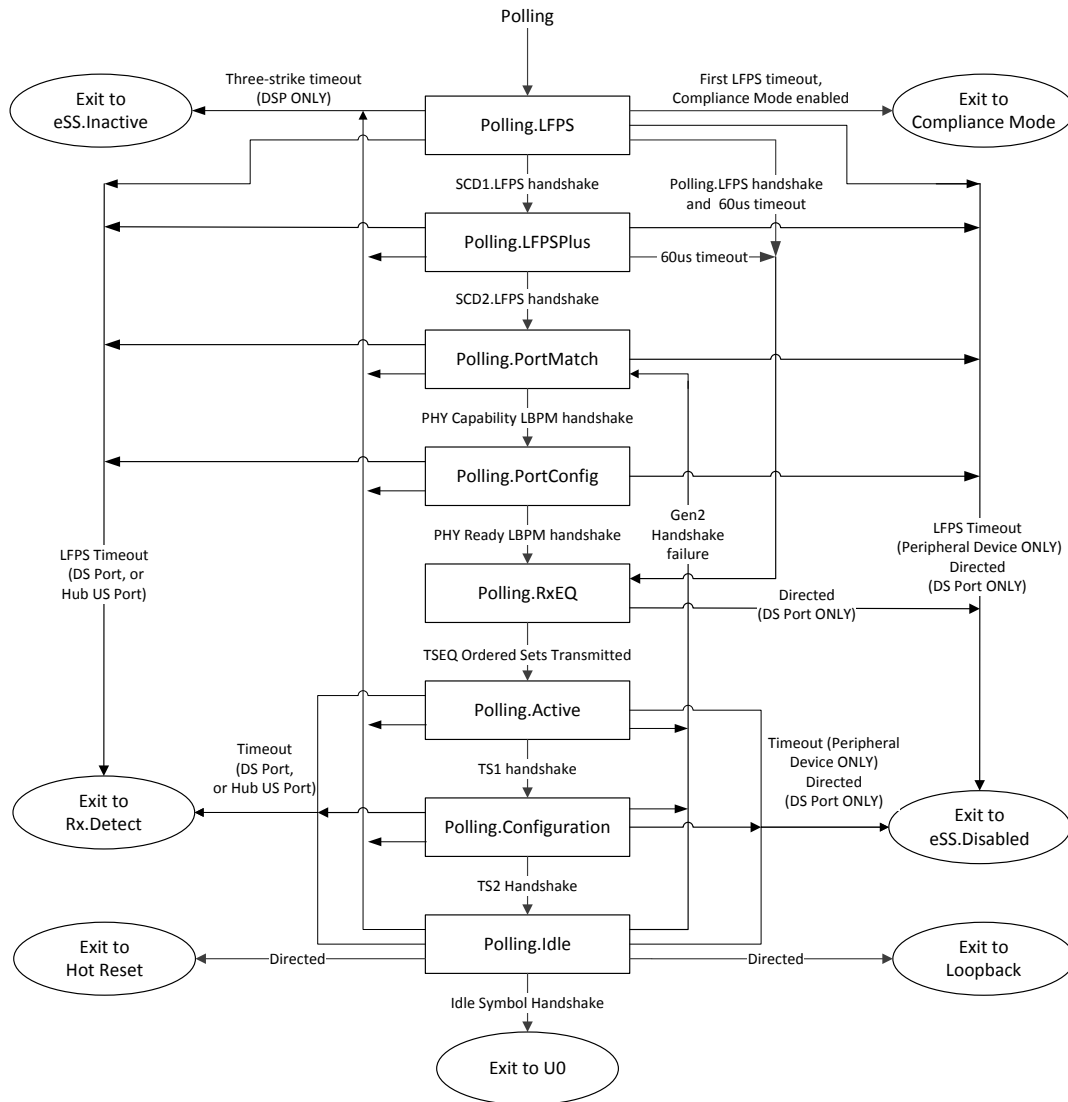 Polling
Three-strike timeout
(DSP ONLY)
First LFPS timeout,
Compliance Mode enabled
Exit to
eSS.Inactive
Polling.LFPS
Exit to
Compliance Mode
SCD1.LFPS handshake
Polling.LFPS handshake
and 60us timeout
Polling.LFPSPlus
60us timeout
SCD2.LFPS handshake
Polling.PortMatch
PHY Capability LBPM handshake
Polling.PortConfig
Gen2
Handshake
failure
PHY Ready LBPM handshake
LFPS Timeout
(DS Port, or
Hub US Port)
LFPS Timeout
(Peripheral Device ONLY)
Directed
(DS Port ONLY)
Polling.RxEQ
Directed
(DS Port ONLY)
TSEQ Ordered Sets Transmitted
Polling.Active
Timeout
(DS Port,
or Hub US Port)
TS1 handshake
Timeout (Peripheral
Device ONLY)
Directed
(DS Port ONLY)
Exit to
Rx.Detect
Polling.Configuration
Exit to
eSS.Disabled
TS2 Handshake
Polling.Idle
Exit to
Hot Reset
Directed
Directed
Exit to
Loopback
Idle Symbol Handshake
Exit to U0